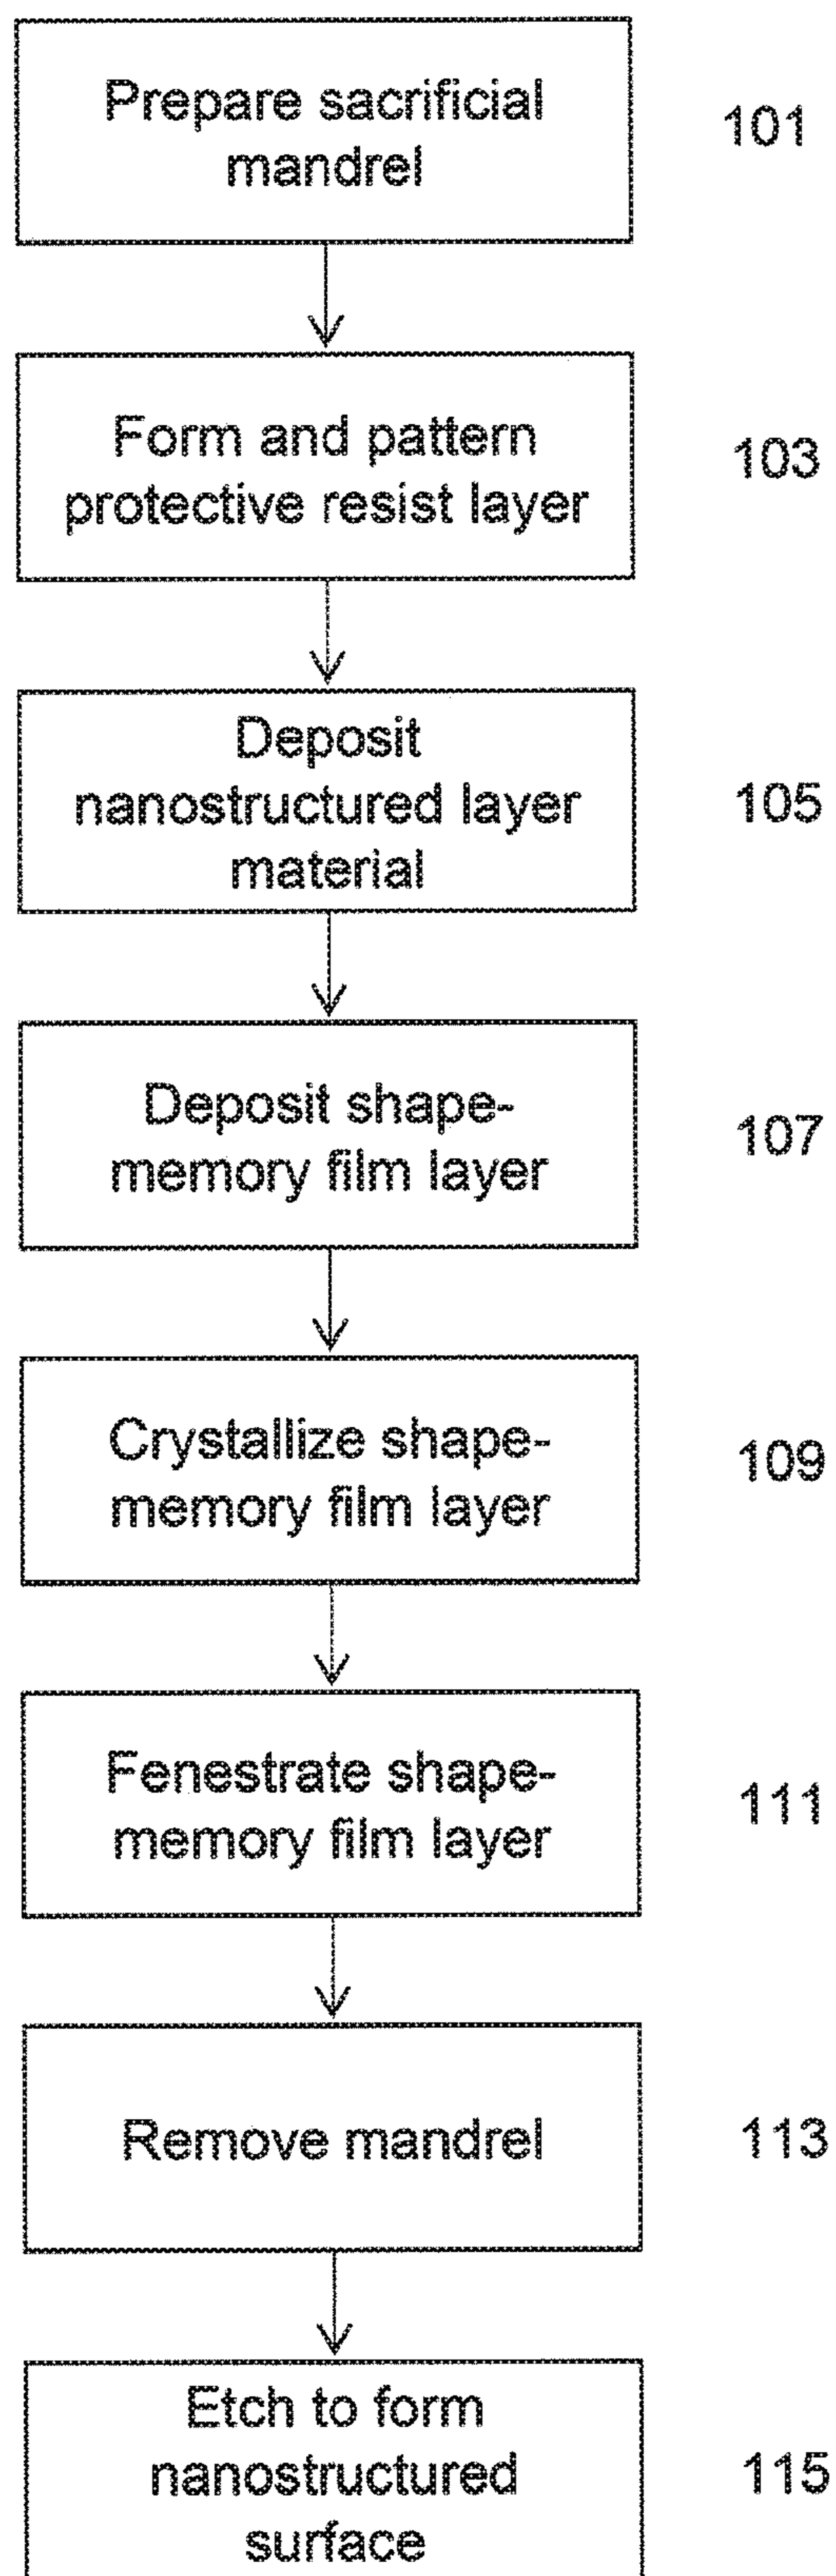 Prepare sacrificial
mandrel
101
Form and pattern
protective resist layer
103
Deposit
nanostructured layer
material
105
Deposit shape-
memory film layer
107
Crystallize shape-
memory film layer
109
Fenestrate shape-
memory film layer
111
Remove mandrel
113
Etch to form
nanostructured
surface
115